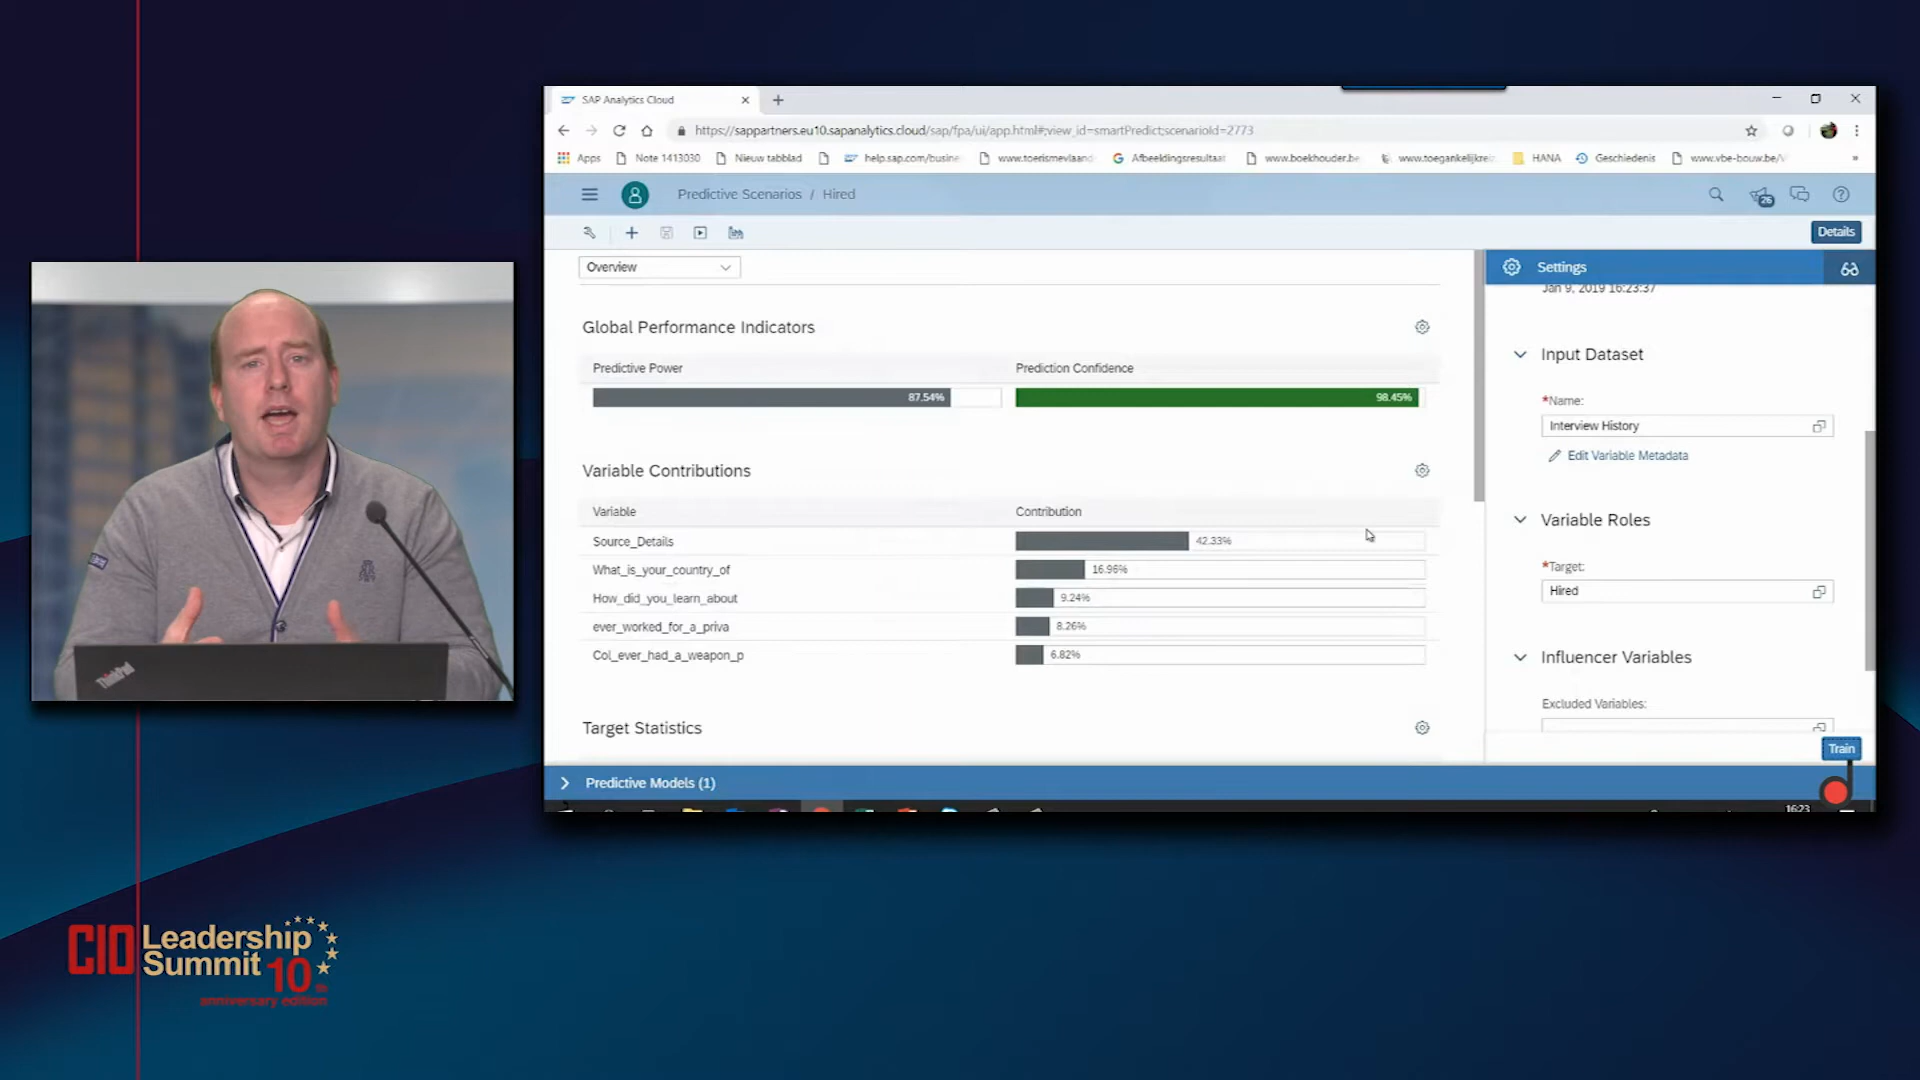 SAP Analytics Cloud
https://sappartners.eu10.sapanalytics.cloud/sap/fpa/ui/app.html#;view_id=smartPredict;scenarioId=2773
Apps Note 1413030 Nieuw tabblad help.sap.com/busine www.toerismevlaand Afbeeldingsresultaat www.boekhouder.be www.toegankelijkrei HANA Geschiedenis www.vbe-bouw.be/
»
Predictive Scenarios / Hired
26
Details
Overview
Global Performance Indicators
Predictive Power Prediction Confidence
87.54% 98.45%
Variable Contributions
Variable Contribution
Source_Details 42.33%
What_is_your_country_of 16.96%
How_did_you_learn_about 9.24%
ever_worked_for_a_priva 8.26%
Col_ever_had_a_weapon_p 6.82%
Target Statistics
Predictive Models (1)
Settings
Jan 9, 2019 16:23:37
Input Dataset
*Name:
Interview History
Edit Variable Metadata
Variable Roles
*Target:
Hired
Influencer Variables
Excluded Variables:
Train
16:23
ThinkPad
CIO Leadership
Summit 10
anniversary edition